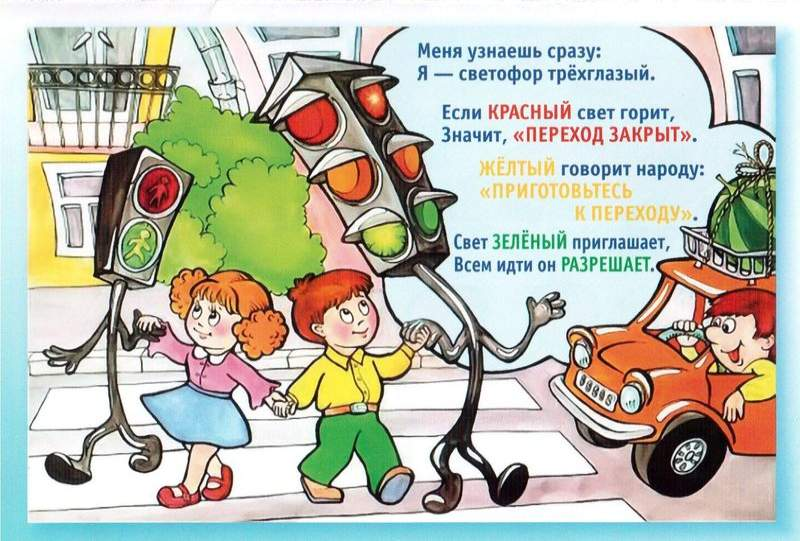 Меня узнаешь сразу:
Я — светофор трёхглазый.
Если КРАСНЫЙ свет горит,
Значит, «ПЕРЕХОД ЗАКРЫТ».
ЖЁЛТЫЙ говорит народу:
«ПРИГОТОВЬТЕСЬ
К ПЕРЕХОДУ».
Свет ЗЕЛЁНЫЙ приглашает,
Всем идти он РАЗРЕШАЕТ.